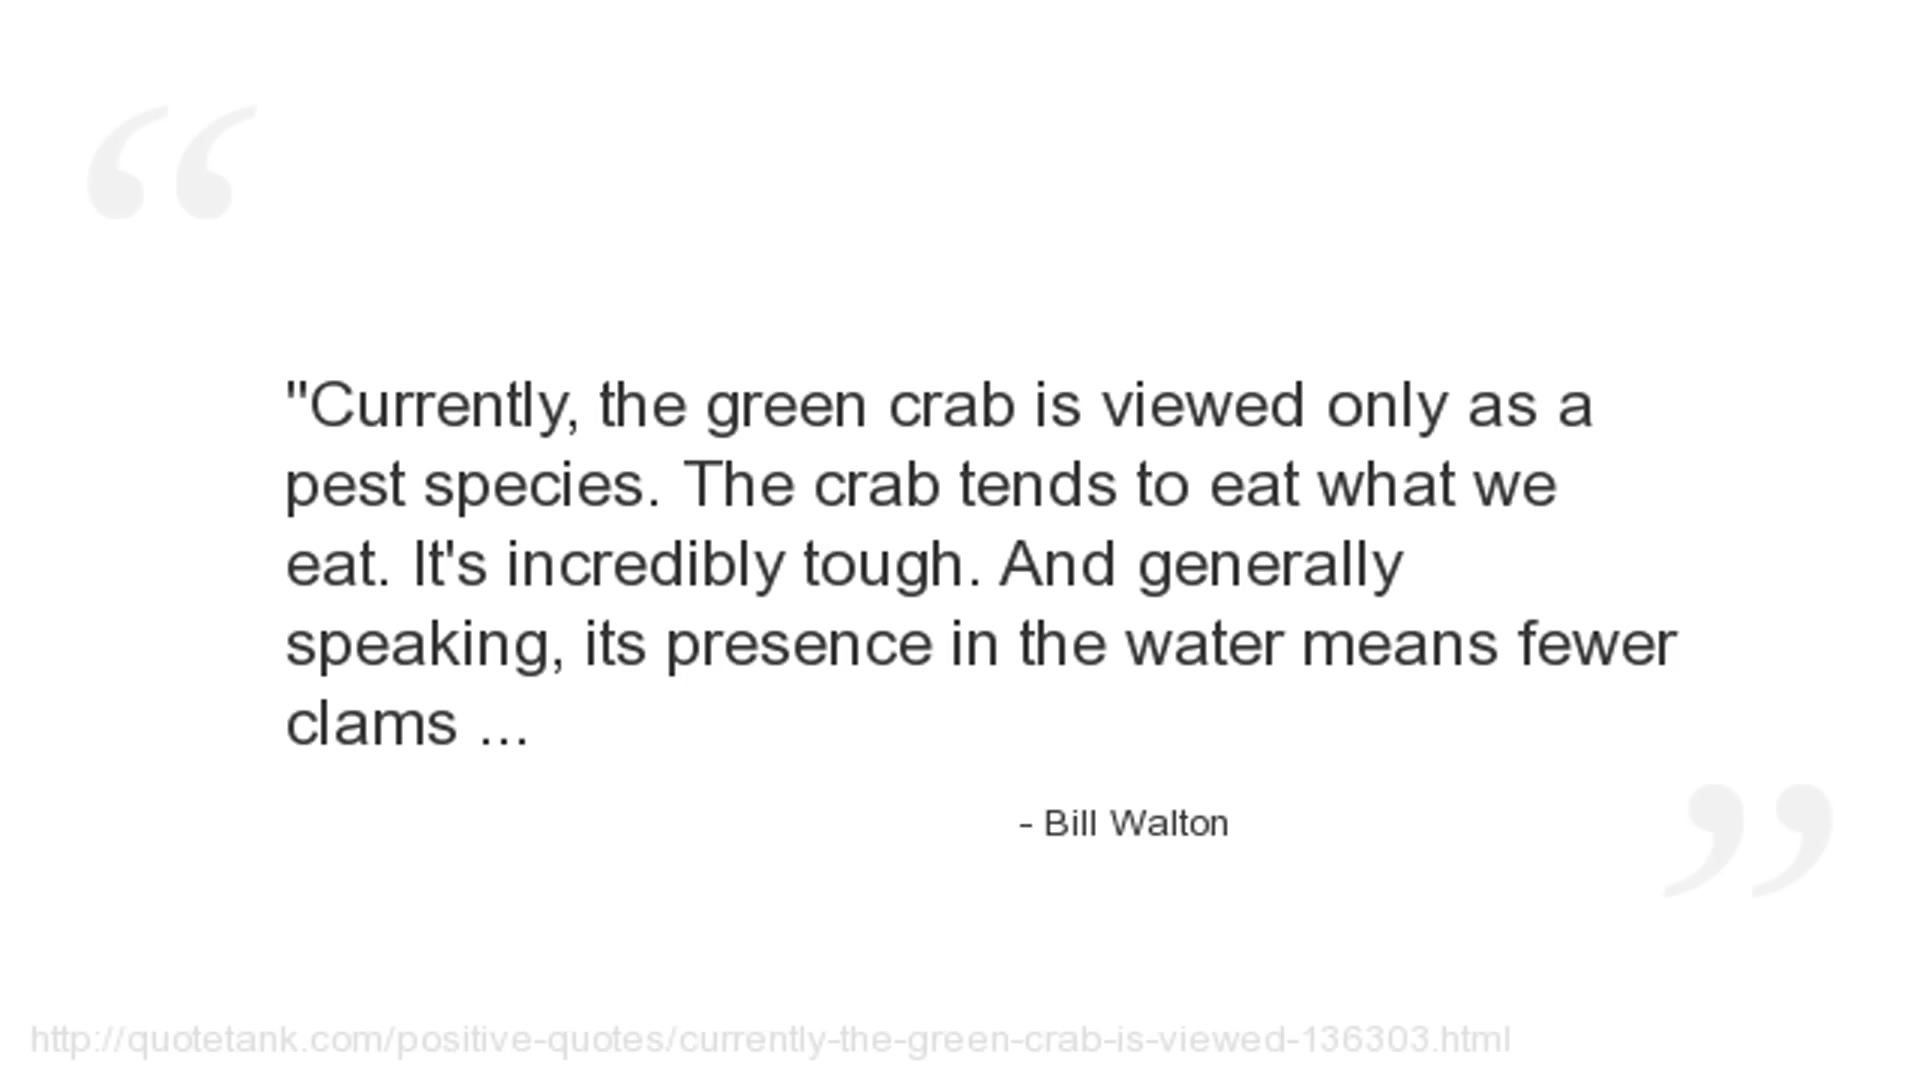 "Currently, the green crab is viewed only as a
pest species. The crab tends to eat what we
eat. It's incredibly tough. And generally
speaking, its presence in the water means fewer
clams ...
- Bill Walton
http://quotetank.com/positive-quotes/currently-the-green-crab-is-viewed-136303.html